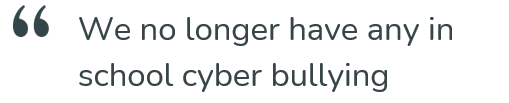 “ We no longer have any in
school cyber bullying